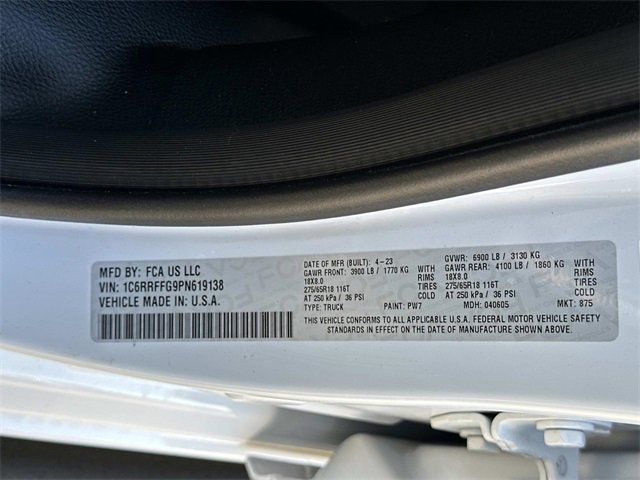 MFD BY: FCA US LLC
VIN: 1C6RRFFG9PN619138
VEHICLE MADE IN U.S.A.
DATE OF MFR (BUILT): 4-23
GAWR FRONT: 3900 LB / 1770 KG WITH
18X8.0 RIMS
275/65R18 116T TIRES
AT 250 kPa / 36 PSI COLD
TYPE: TRUCK PAINT: PW7
GVWR: 6900 LB / 3130 KG
GAWR REAR: 4100 LB / 1860 KG WITH
18X8.0 RIMS
275/65R18 116T TIRES
AT 250 kPa / 36 PSI COLD
MDH: 040605 MKT: 875
THIS VEHICLE CONFORMS TO ALL APPLICABLE U.S.A. FEDERAL MOTOR VEHICLE SAFETY
STANDARDS IN EFFECT ON THE DATE OF MANUFACTURE SHOWN ABOVE.